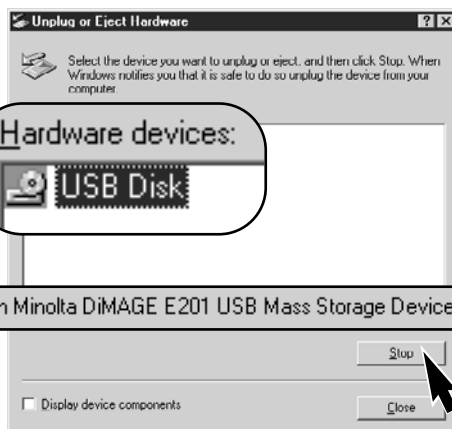 Unplug or Eject Hardware
Select the device you want to unplug or eject, and then click Stop. When
Windows notifies you that it is safe to do so unplug the device from your
computer.
Hardware devices:
USB Disk
Minolta DiMAGE E201 USB Mass Storage Device
Stop
Display device components
Close